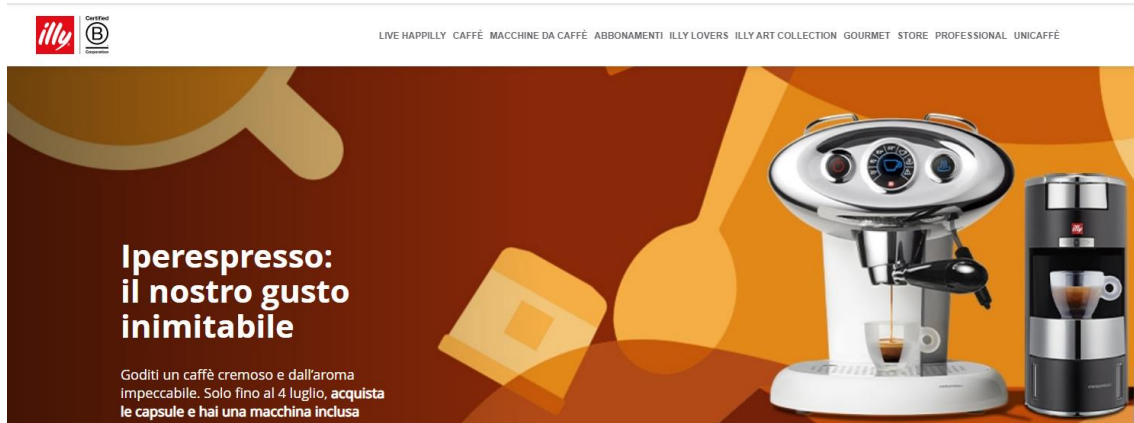 illy
Certified
B
Corporation
LIVE HAPPILLY CAFFÈ MACCHINE DA CAFFÈ ABBONAMENTI ILLY LOVERS ILLY ART COLLECTION GOURMET STORE PROFESSIONAL UNICAFFÈ
Iperespresso:
il nostro gusto
inimitabile
Goditi un caffè cremoso e dall'aroma
impeccabile. Solo fino al 4 luglio, acquista
le capsule e hai una macchina inclusa
illy